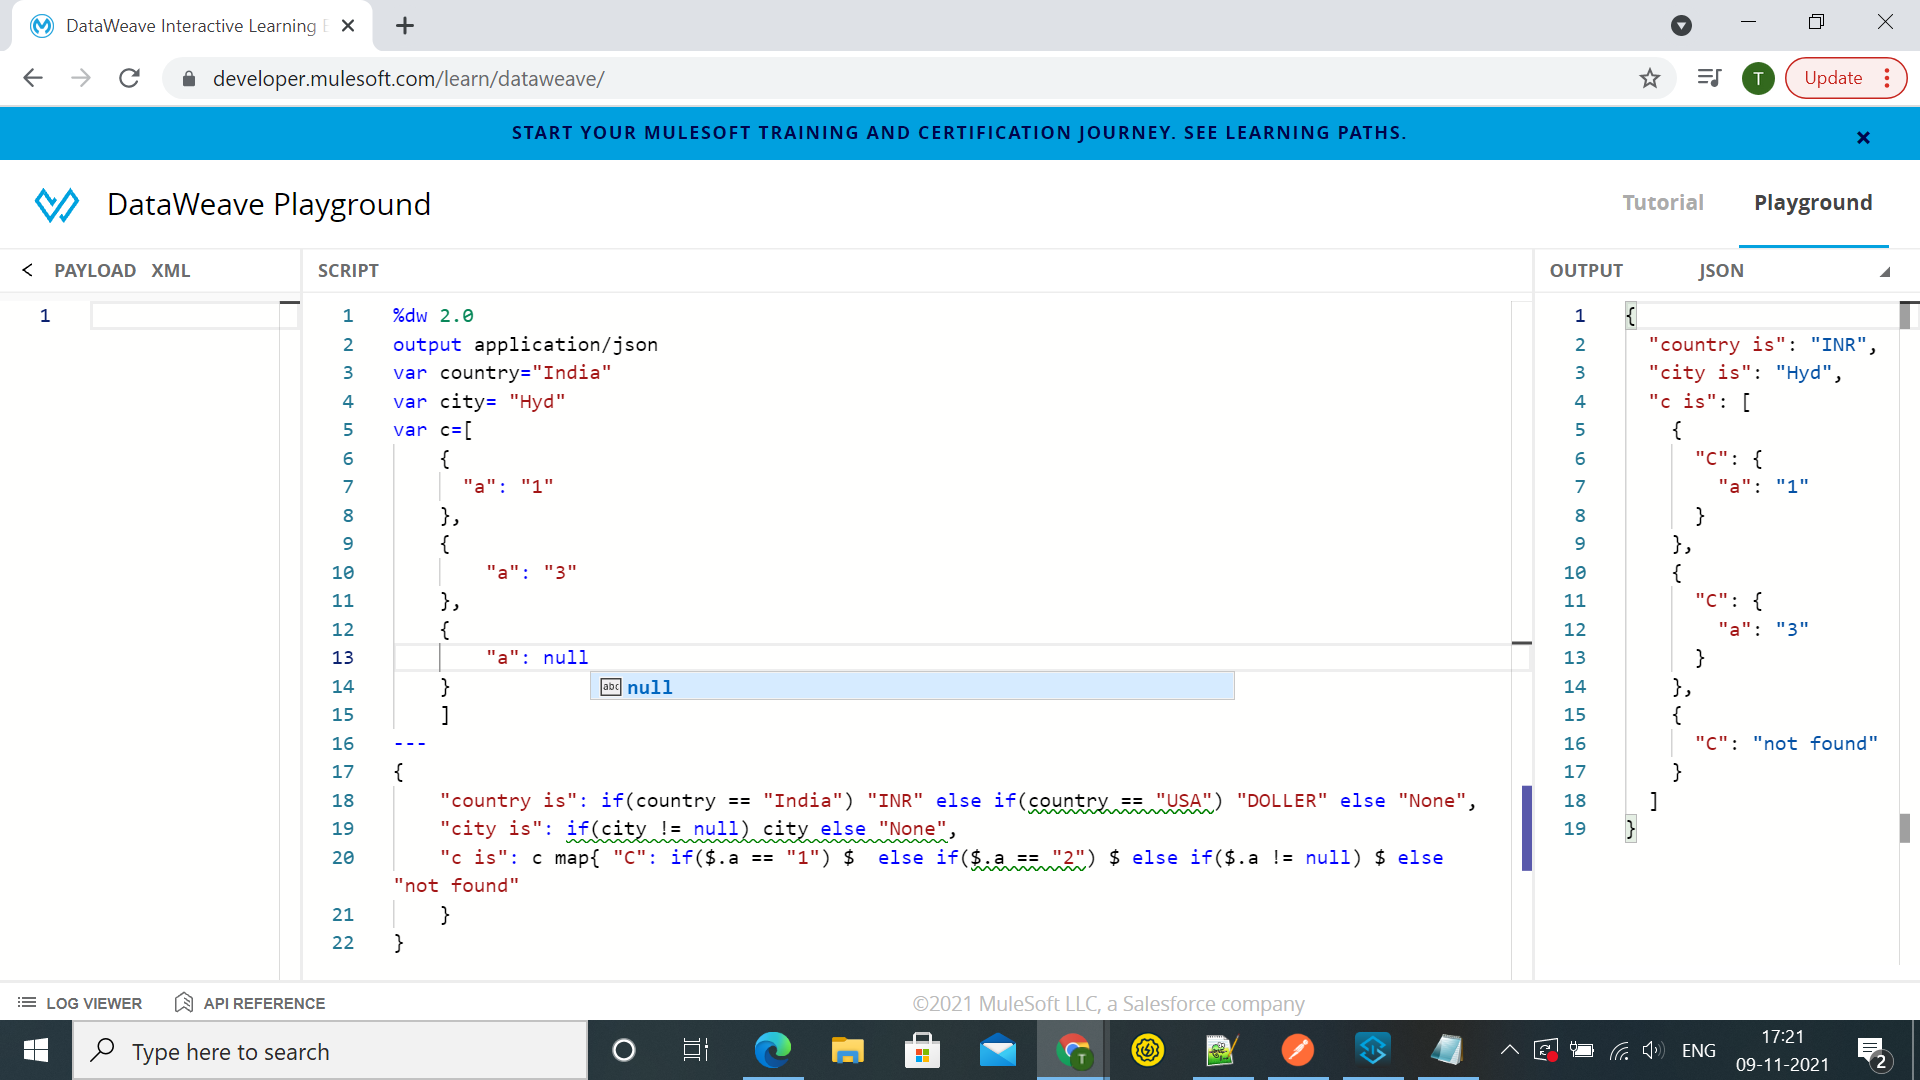 DataWeave Interactive Learning
developer.mulesoft.com/learn/dataweave/
T
Update
START YOUR MULESOFT TRAINING AND CERTIFICATION JOURNEY. SEE LEARNING PATHS.
DataWeave Playground
Tutorial
Playground
PAYLOAD XML
SCRIPT
OUTPUT JSON
1
1 %dw 2.0
2 output application/json
3 var country="India"
4 var city= "Hyd"
5 var c=[
6 {
7 "a": "1"
8 },
9 {
10 "a": "3"
11 },
12 {
13 "a": null
abc null
14 }
15 ]
16 ---
17 {
18 "country is": if(country == "India") "INR" else if(country == "USA") "DOLLER" else "None",
19 "city is": if(city != null) city else "None",
20 "c is": c map{ "C": if($.a == "1") $  else if($.a == "2") $ else if($.a != null) $ else
"not found"
21 }
22 }
1 {
2 "country is": "INR",
3 "city is": "Hyd",
4 "c is": [
5 {
6 "C": {
7 "a": "1"
8 }
9 },
10 {
11 "C": {
12 "a": "3"
13 }
14 },
15 {
16 "C": "not found"
17 }
18 ]
19 }
LOG VIEWER
API REFERENCE
©2021 MuleSoft LLC, a Salesforce company
Type here to search
T
ENG
17:21
09-11-2021
2